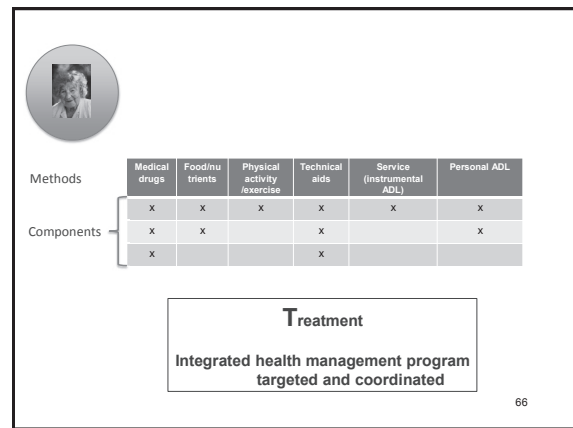 Methods
Medical drugs
Food/nu trients
Physical activity /exercise
Technical aids
Service (instrumental ADL)
Personal ADL
Components
x x x x x x
x x x x
x x
Treatment
Integrated health management program
targeted and coordinated
66